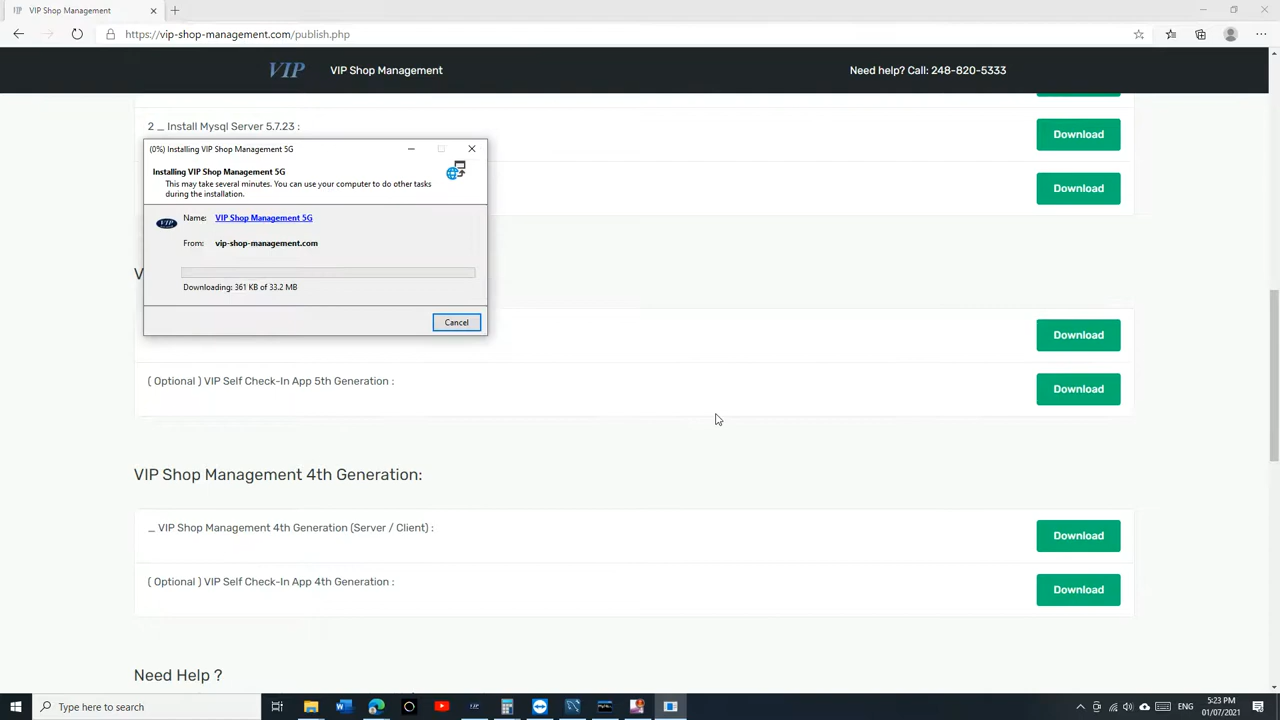 VIP Shop Management
https://vip-shop-management.com/publish.php
VIP
VIP Shop Management
Need help? Call: 248-820-5333
2 _ Install Mysql Server 5.7.23 :
Download
Download
(0%) Installing VIP Shop Management 5G
Installing VIP Shop Management 5G
This may take several minutes. You can use your computer to do other tasks
during the installation.
VIP
Name: VIP Shop Management 5G
From: vip-shop-management.com
Downloading: 361 KB of 33.2 MB
Cancel
V
Download
( Optional ) VIP Self Check-In App 5th Generation :
Download
VIP Shop Management 4th Generation:
_ VIP Shop Management 4th Generation (Server / Client) :
Download
( Optional ) VIP Self Check-In App 4th Generation :
Download
Need Help ?
Type here to search
ENG
5:23 PM
01/07/2021